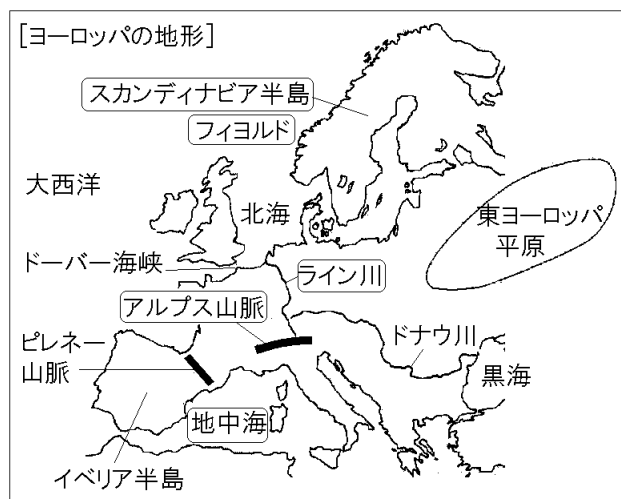 [ヨーロッパの地形]
スカンディナビア半島
フィヨルド
大西洋
北海
東ヨーロッパ
平原
ドーバー海峡
ライン川
アルプス山脈
ピレネー
山脈
ドナウ川
黒海
地中海
イベリア半島